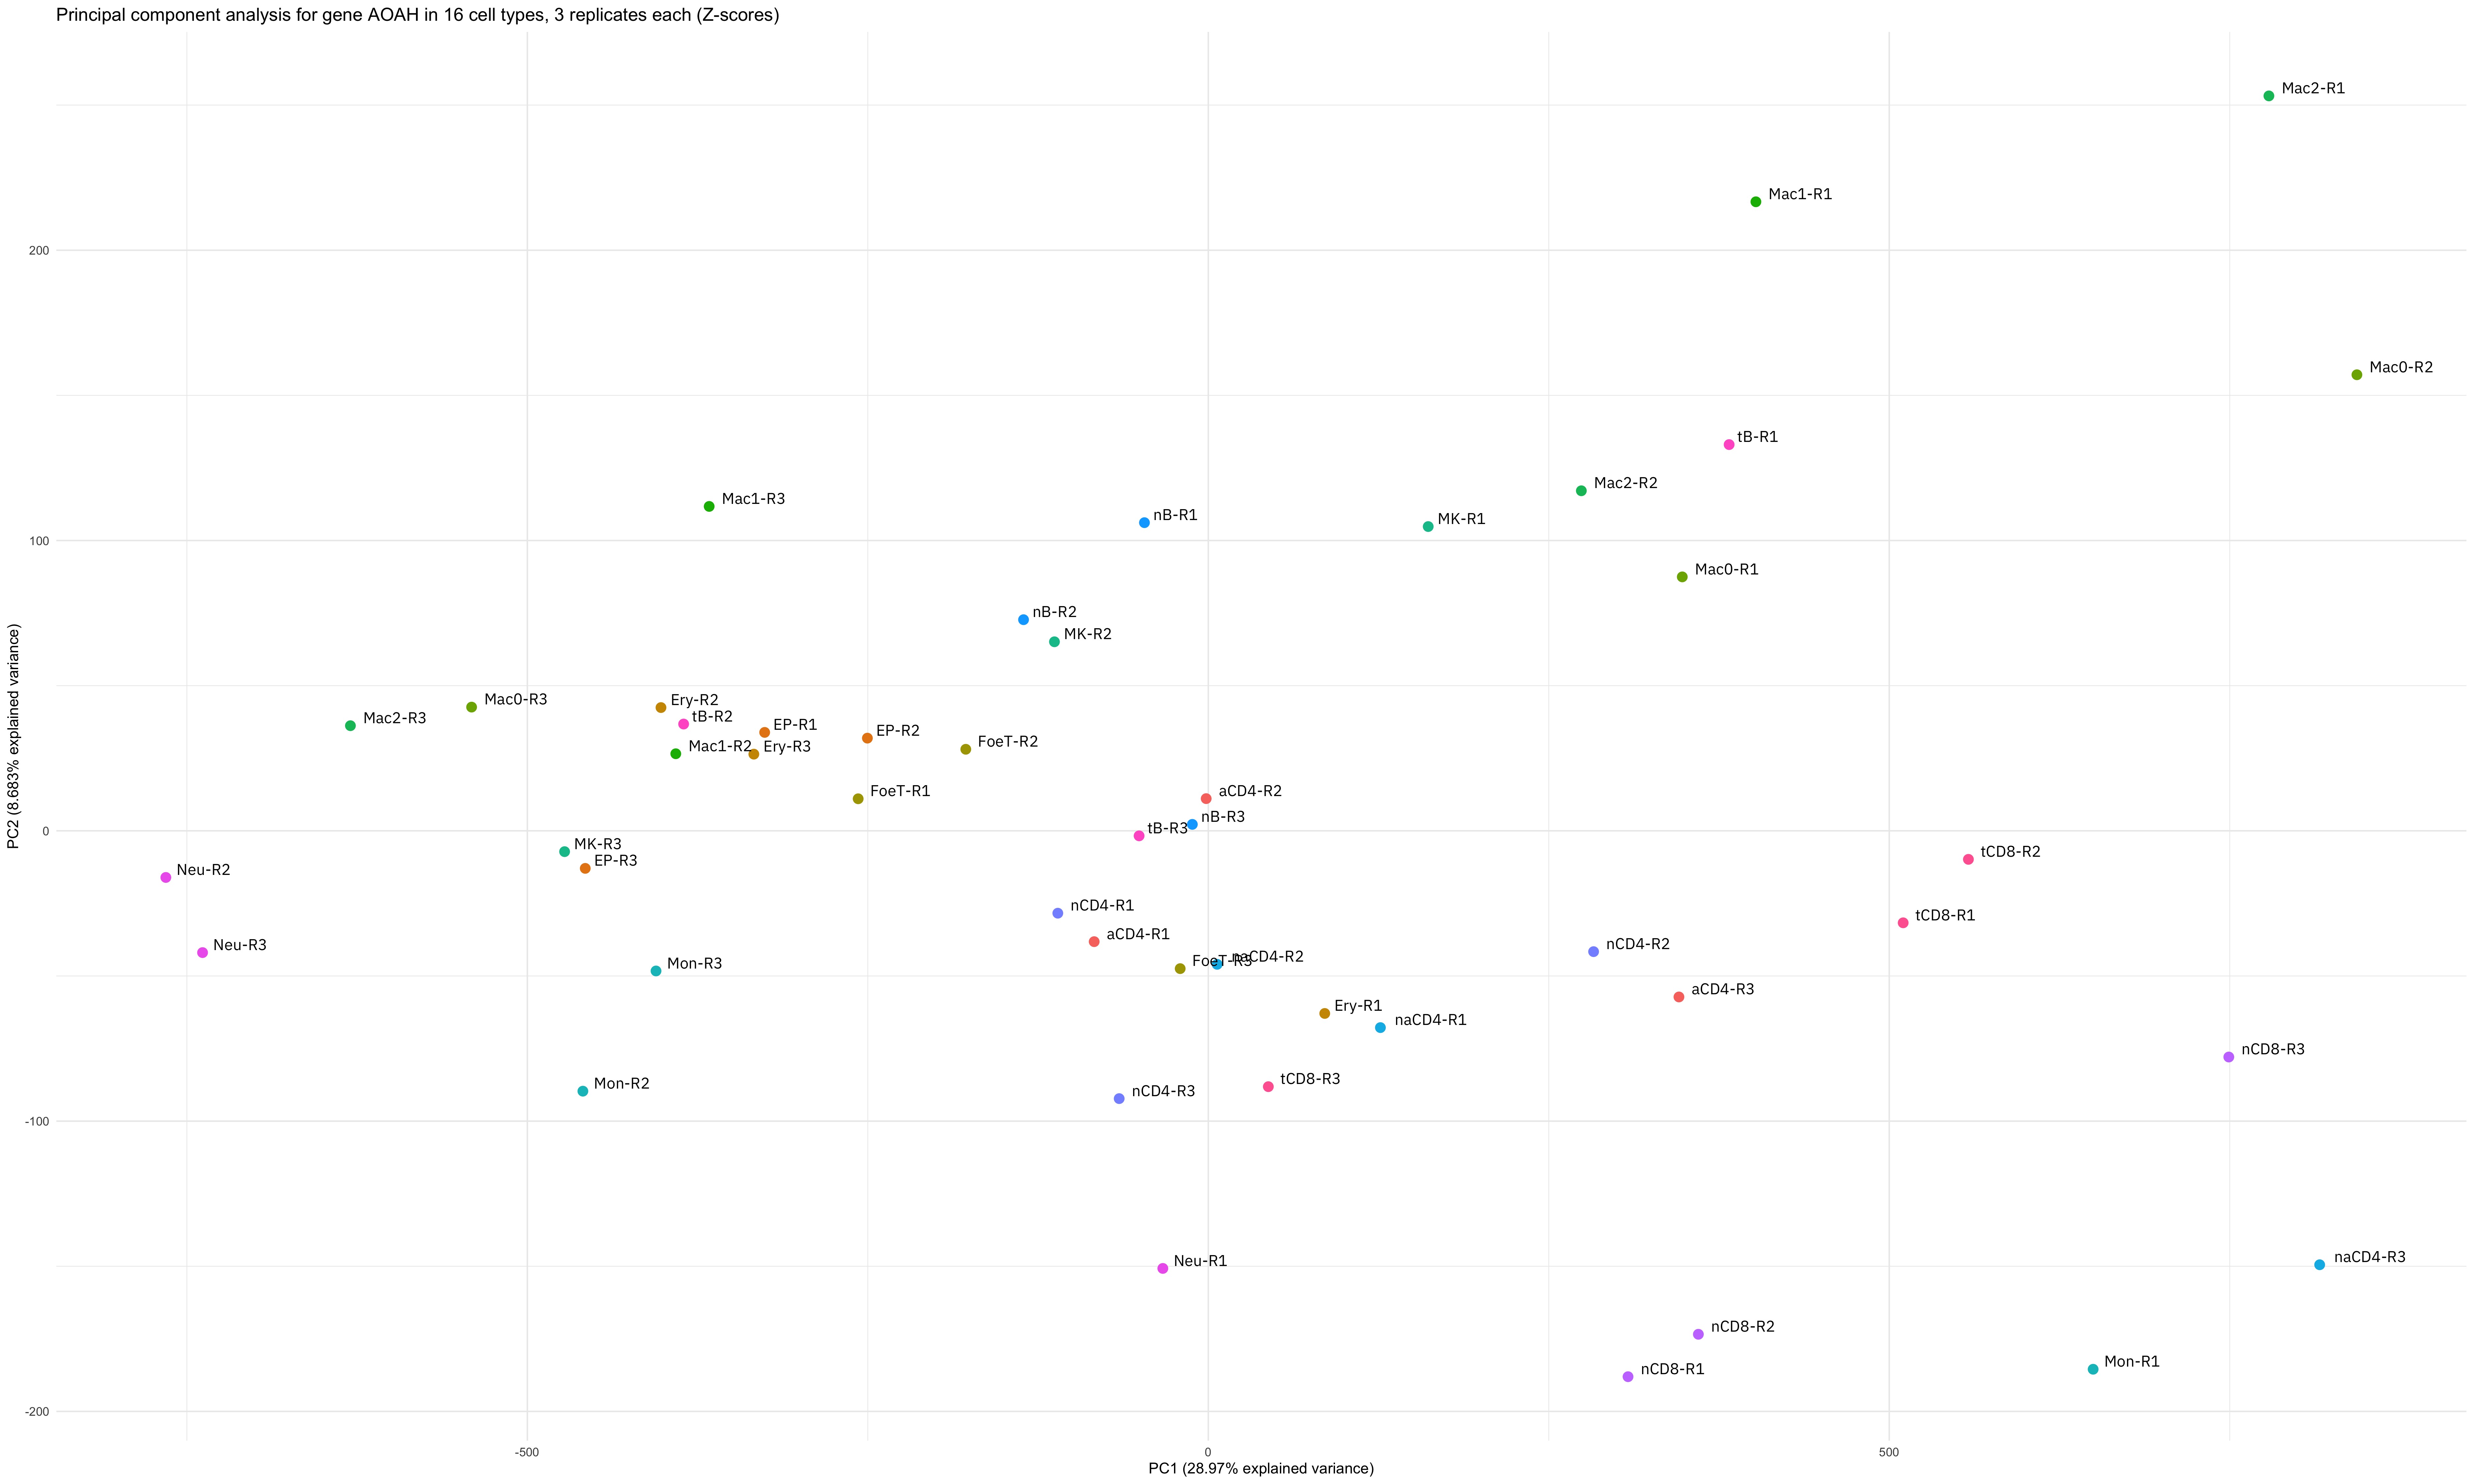 Principal component analysis for gene AOAH in 16 cell types, 3 replicates each (Z-scores)
Mac2-R1
Mac1-R1
200
Mac0-R2
tB-R1
Mac2-R2
Mac1-R3
nB-R1
MK-R1
100
Mac0-R1
nB-R2
MK-R2
Mac0-R3
Ery-R2
Mac2-R3
tB-R2
EP-R1
EP-R2
FoeT-R2
Mac1-R2
Ery-R3
FoeT-R1
aCD4-R2
nB-R3
tB-R3
0
PC2 (8.683% explained variance)
MK-R3
EP-R3
tCD8-R2
Neu-R2
nCD4-R1
tCD8-R1
aCD4-R1
Neu-R3
nCD4-R2
naCD4-R2
FoeT-R3
Mon-R3
aCD4-R3
Ery-R1
naCD4-R1
nCD8-R3
tCD8-R3
Mon-R2
nCD4-R3
-100
Neu-R1
naCD4-R3
nCD8-R2
Mon-R1
nCD8-R1
-200
-500
0
500
PC1 (28.97% explained variance)